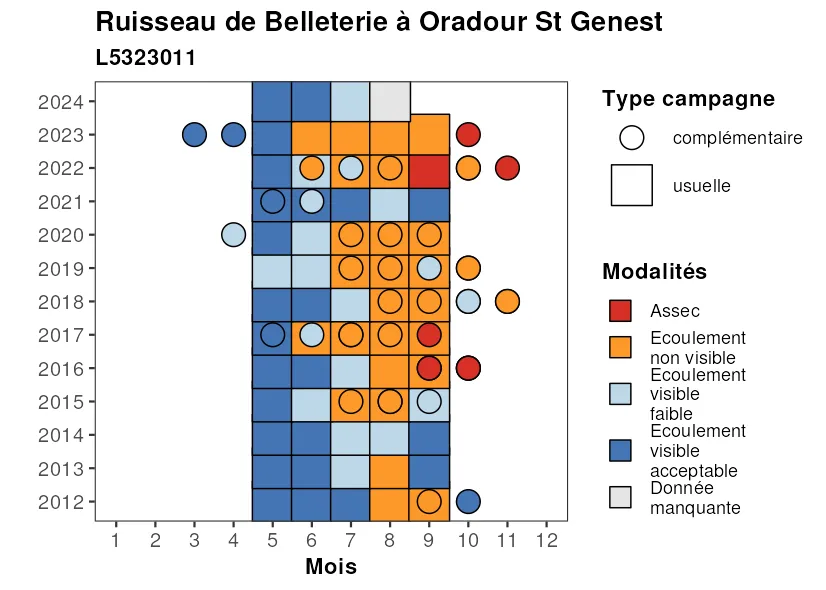 Ruisseau de Belleterie à Oradour St Genest
L5323011
2024
2023
2022
2021
2020
2019
2018
2017
2016
2015
2014
2013
2012
1 2 3 4 5 6 7 8 9 10 11 12
Mois
Type campagne
complémentaire
usuelle
Modalités
Assec
Ecoulement
non visible
Ecoulement
visible
faible
Ecoulement
visible
acceptable
Donnée
manquante